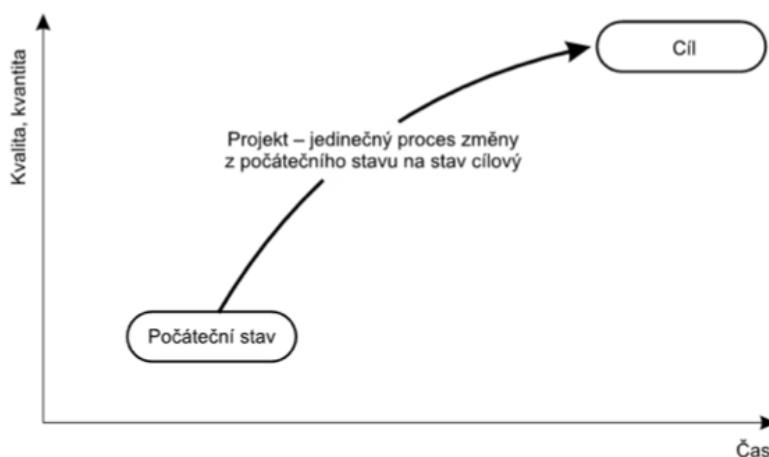 Kvalita, kvantita
Cíl
Projekt – jedinečný proces změny
z počátečního stavu na stav cílový
Počáteční stav
Čas